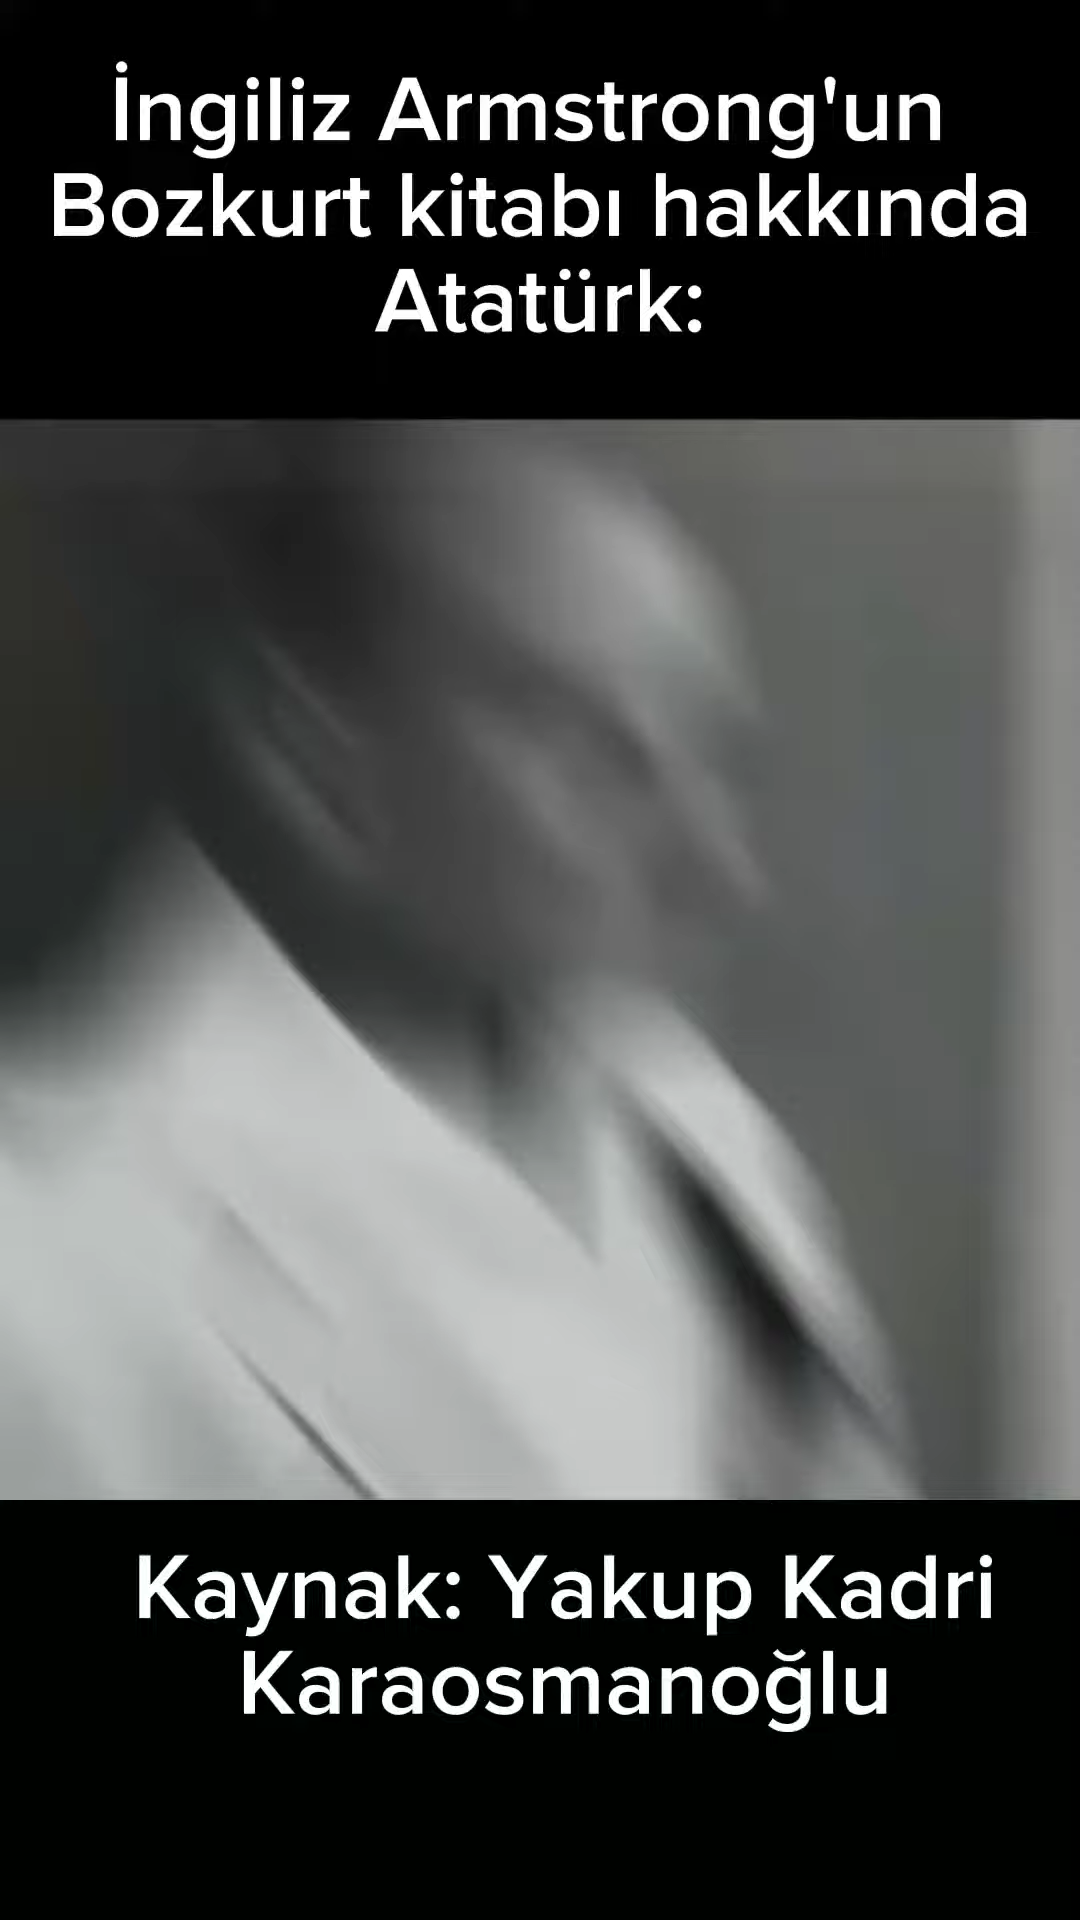 İngiliz Armstrong'un
Bozkurt kitabı hakkında
Atatürk:
Kaynak: Yakup Kadri
Karaosmanoğlu